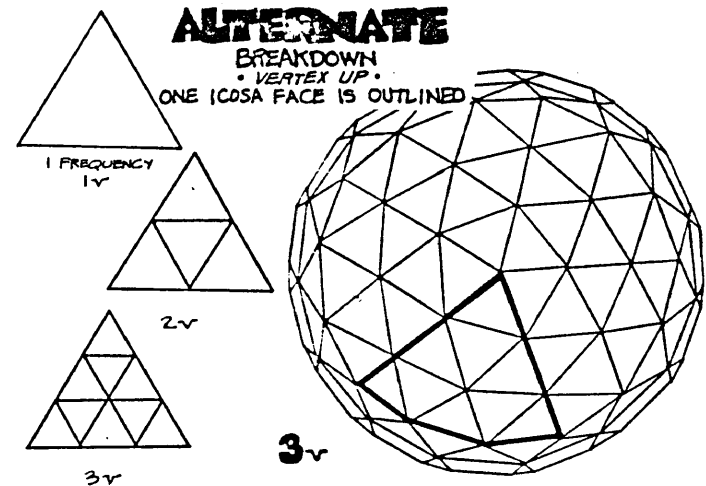 ALTERNATE
BREAKDOWN
• VERTEX UP •
ONE ICOSA FACE IS OUTLINED
1 FREQUENCY
1v
2v
3v
3v